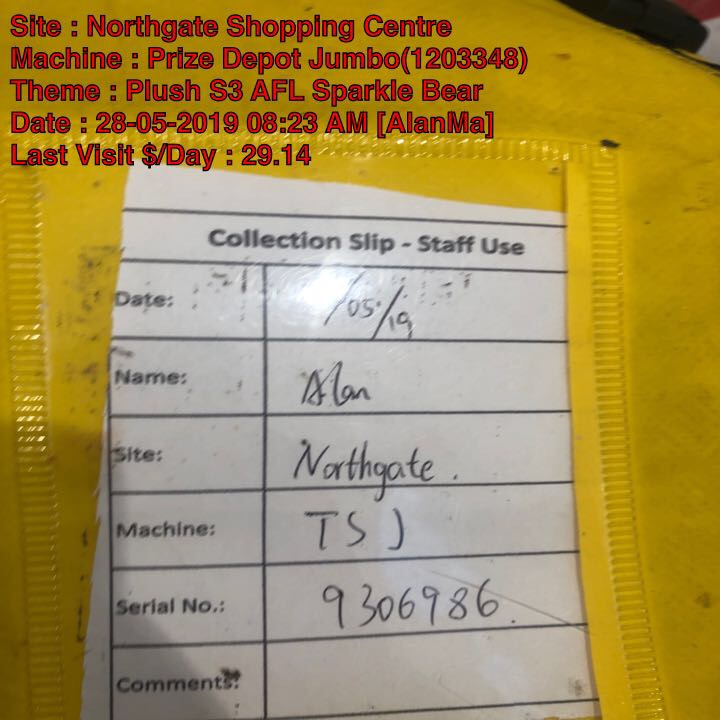 Site : Northgate Shopping Centre
Machine : Prize Depot Jumbo(1203348)
Theme : Plush S3 AFL Sparkle Bear
Date : 28-05-2019 08:23 AM [AlanMa]
Last Visit $/Day : 29.14
Collection Slip - Staff Use
Date: /05/19
Name: Alan
Site: Northgate.
Machine: TSJ
Serial No.: 9306986.
Comments: